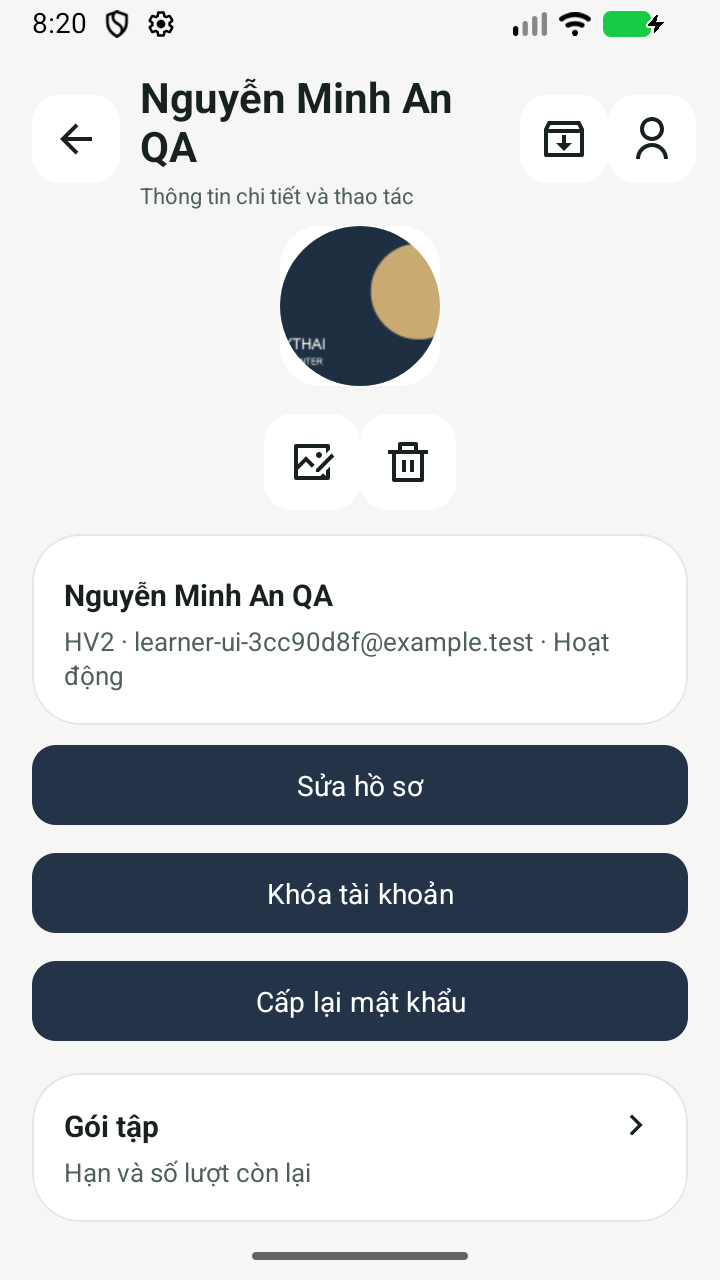 8:20
Nguyễn Minh An
QA
Thông tin chi tiết và thao tác
THAI
Nguyễn Minh An QA
HV2 · learner-ui-3cc90d8f@example.test · Hoạt
động
Sửa hồ sơ
Khóa tài khoản
Cấp lại mật khẩu
Gói tập
Hạn và số lượt còn lại